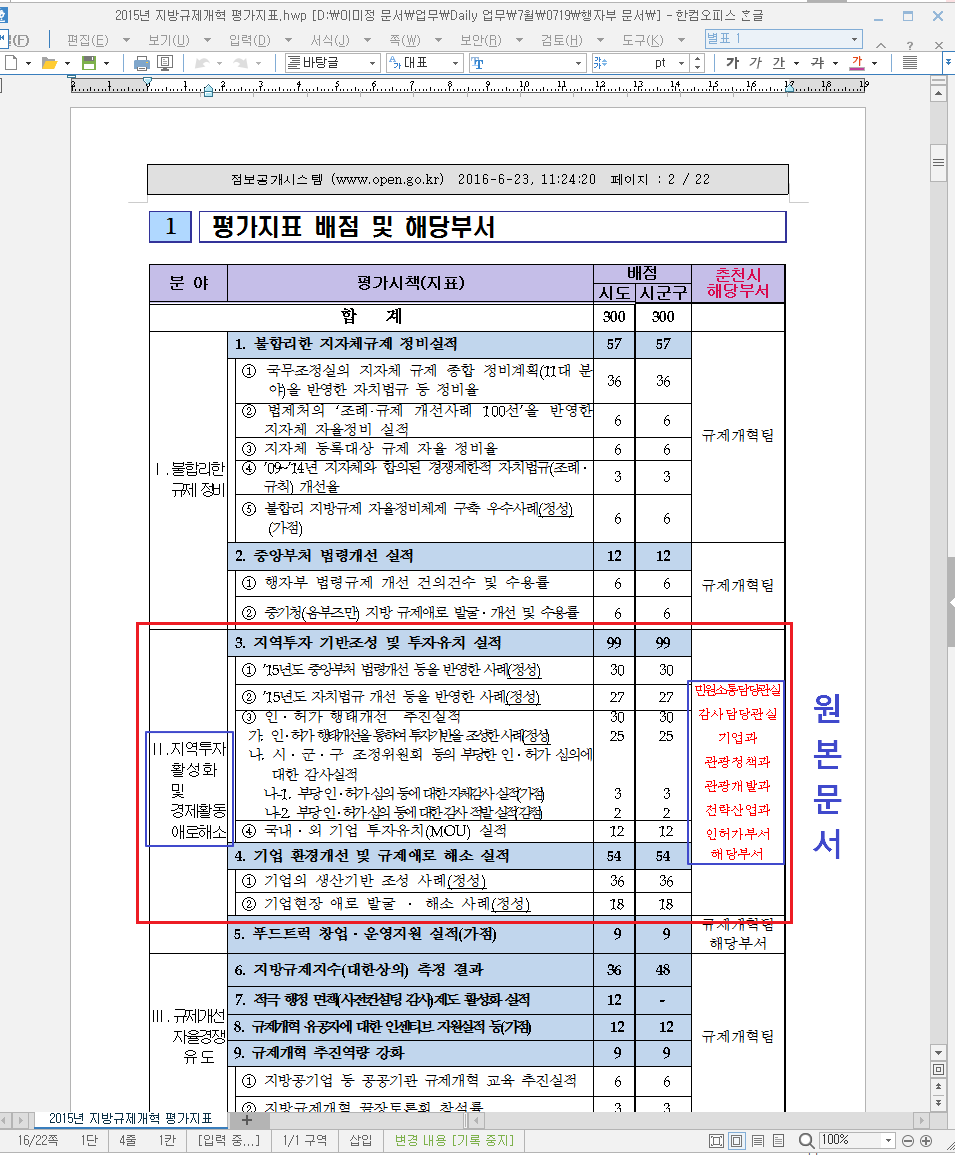 2015년 지방규제개혁 평가지표.hwp [D:₩이미정 문서₩업무₩Daily 업무₩7월₩0719₩행자부 문서₩] - 한컴오피스 한글
(F) 편집(E) 보기(U) 입력(D) 서식(J) 쪽(W) 보안(R) 검토(H) 도구(K) 별표 1
바탕글 대표 pt 가 가 가 가 가
2 1 1 2 3 4 5 6 7 8 9 10 11 12 13 14 15 16 17 18 19
정보공개시스템 (www.open.go.kr) 2016-6-23, 11:24:20 페이지 : 2 / 22
1 평가지표 배점 및 해당부서
분 야 평가시책(지표) 배점 시도 시군구 춘천시 해당부서
합 계 300 300
Ⅰ.불합리한 규제 정비
1. 불합리한 지자체규제 정비실적 57 57
① 국무조정실의 지자체 규제 종합 정비계획(11대 분
야)을 반영한 자치법규 등 정비율 36 36
② 법제처의 '조례·규제 개선사례 100선'을 반영한
지자체 자율정비 실적 6 6
규제개혁팀
③ 지자체 등록대상 규제 자율 정비율 6 6
④ '09~'14년 지자체와 합의된 경쟁제한적 자치법규(조례·
규칙) 개선율 3 3
⑤ 불합리 지방규제 자율정비체제 구축 우수사례(정성)
(가점) 6 6
2. 중앙부처 법령개선 실적 12 12
① 행자부 법령규제 개선 건의건수 및 수용률 6 6
규제개혁팀
② 중기청(옴부즈만) 지방 규제애로 발굴·개선 및 수용률 6 6
Ⅱ.지역투자
활성화
및
경제활동
애로해소
3. 지역투자 기반조성 및 투자유치 실적 99 99
① '15년도 중앙부처 법령개선 등을 반영한 사례(정성) 30 30
② '15년도 자치법규 개선 등을 반영한 사례(정성) 27 27
③ 인·허가 행태개선 추진실적 30 30
가. 인·허가 행태개선을 통하여 투자기반을 조성한 사례(정성) 25 25
나. 시·군·구 조정위원회 등의 부당한 인·허가 심의에
대한 감사실적
나-1. 부당 인·허가 심의 등에 대한 자체감사 실적(가점) 3 3
나-2. 부당 인·허가 심의 등에 대한 감사 적발 실적(감점) 2 2
④ 국내·외 기업 투자유치(MOU) 실적 12 12
4. 기업 환경개선 및 규제애로 해소 실적 54 54
① 기업의 생산기반 조성 사례(정성) 36 36
② 기업현장 애로 발굴 · 해소 사례(정성) 18 18
민원소통담당관실
감사담당관실
기업과
관광정책과
관광개발과
전략산업과
인허가부서
해당부서
원
본
문
서
5. 푸드트럭 창업·운영지원 실적(가점) 9 9
규제개혁팀
해당부서
Ⅲ.규제개선
자율경쟁
유도
6. 지방규제지수(대한상의) 측정 결과 36 48
7. 적극 행정 면책(사전컨설팅 감사)제도 활성화 실적 12 -
8. 규제개혁 유공자에 대한 인센티브 지원실적 등(가점) 12 12
규제개혁팀
9. 규제개혁 추진역량 강화 9 9
① 지방공기업 등 공공기관 규제개혁 교육 추진실적 6 6
② 지방규제개혁 끝장토론회 참석률 3 3
2015년 지방규제개혁 평가지표 +
16/22쪽 1단 4줄 1칸 [입력 중...] 1/1 구역 삽입 변경 내용 [기록 중지] 100%